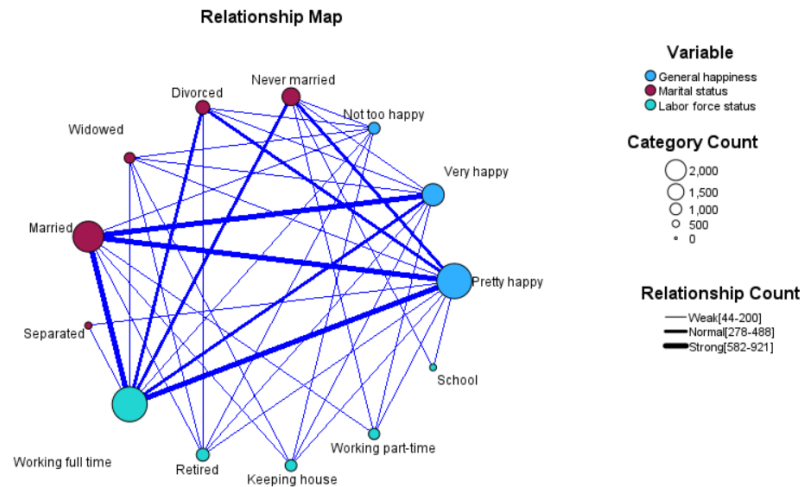 Relationship Map
Never married
Divorced
Not too happy
Widowed
Very happy
Married
Pretty happy
Separated
School
Working part-time
Working full time
Retired
Keeping house
Variable
General happiness
Marital status
Labor force status
Category Count
2,000
1,500
1,000
500
0
Relationship Count
Weak[44-200]
Normal[278-488]
Strong[582-921]